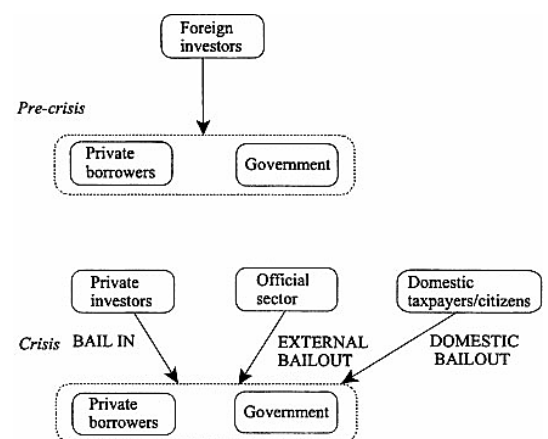 Foreign
investors
Pre-crisis
Private
borrowers
Government
Private
investors
Official
sector
Domestic
taxpayers/citizens
Crisis
BAIL IN
EXTERNAL
BAILOUT
DOMESTIC
BAILOUT
Private
borrowers
Government